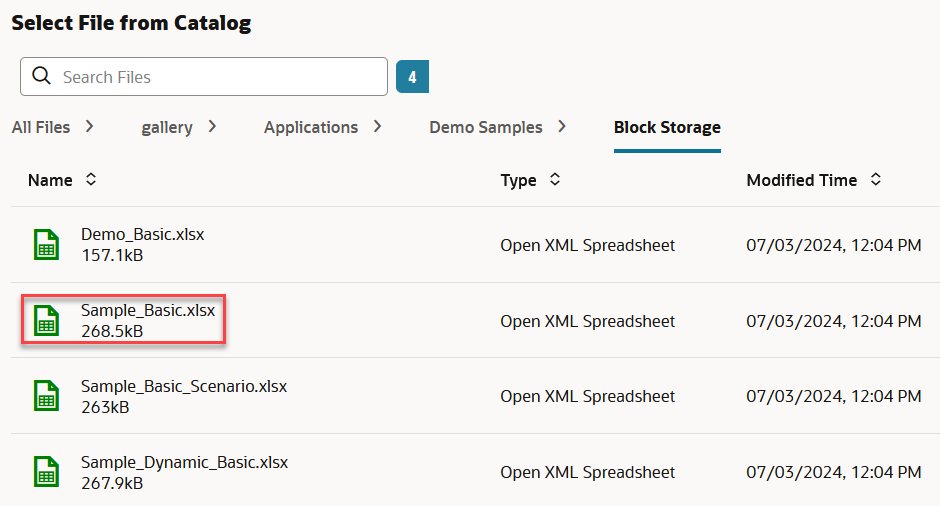 Select File from Catalog
Search Files 4
All Files gallery Applications Demo Samples Block Storage
Name Type Modified Time
Demo_Basic.xlsx
157.1kB
Open XML Spreadsheet 07/03/2024, 12:04 PM
Sample_Basic.xlsx
268.5kB
Open XML Spreadsheet 07/03/2024, 12:04 PM
Sample_Basic_Scenario.xlsx
263kB
Open XML Spreadsheet 07/03/2024, 12:04 PM
Sample_Dynamic_Basic.xlsx
267.9kB
Open XML Spreadsheet 07/03/2024, 12:04 PM